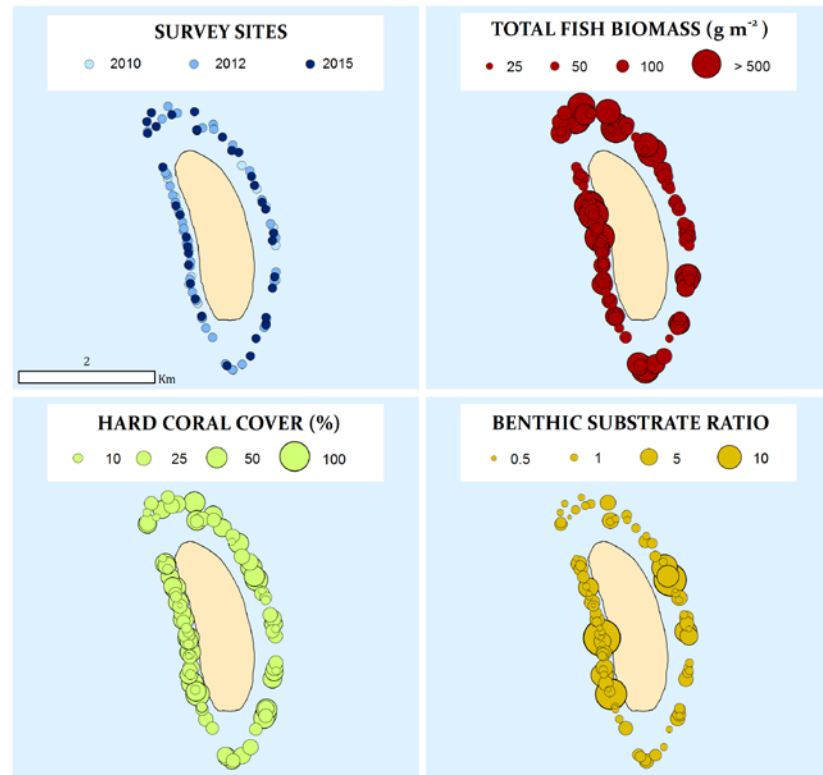 SURVEY SITES
2010 2012 2015
2
Km
TOTAL FISH BIOMASS (g m⁻²)
25 50 100 > 500
HARD CORAL COVER (%)
10 25 50 100
BENTHIC SUBSTRATE RATIO
0.5 1 5 10